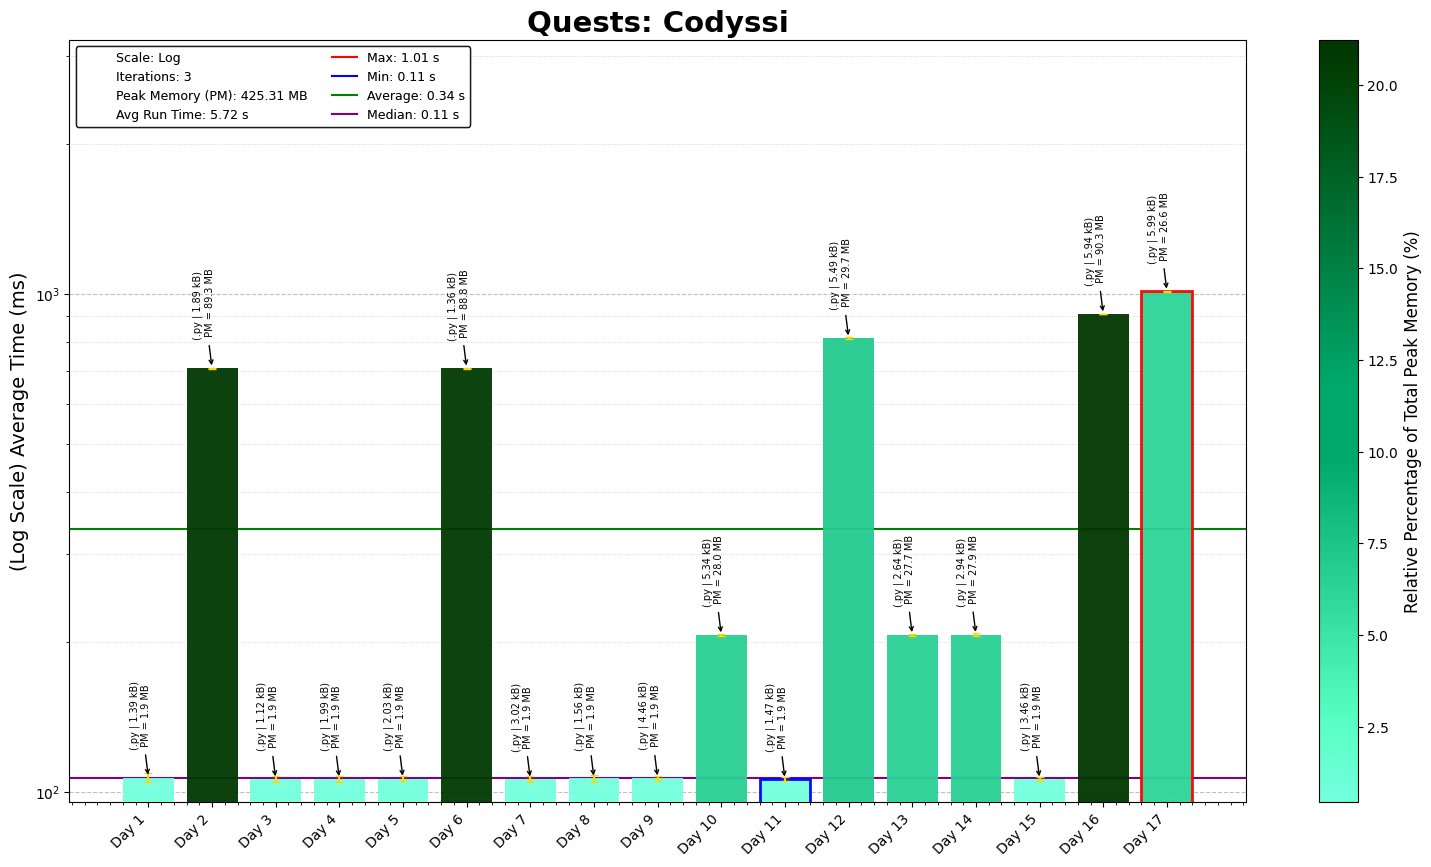 Quests: Codyssi
Scale: Log
Iterations: 3
Peak Memory (PM): 425.31 MB
Avg Run Time: 5.72 s
Max: 1.01 s
Min: 0.11 s
Average: 0.34 s
Median: 0.11 s
(Log Scale) Average Time (ms)
10³
10²
(.py | 1.39 kB)
PM = 1.9 MB
(.py | 1.89 kB)
PM = 89.3 MB
(.py | 1.12 kB)
PM = 1.9 MB
(.py | 1.99 kB)
PM = 1.9 MB
(.py | 2.03 kB)
PM = 1.9 MB
(.py | 1.36 kB)
PM = 88.8 MB
(.py | 3.02 kB)
PM = 1.9 MB
(.py | 1.56 kB)
PM = 1.9 MB
(.py | 4.46 kB)
PM = 1.9 MB
(.py | 5.34 kB)
PM = 28.0 MB
(.py | 1.47 kB)
PM = 1.9 MB
(.py | 5.49 kB)
PM = 29.7 MB
(.py | 2.64 kB)
PM = 27.7 MB
(.py | 2.94 kB)
PM = 27.9 MB
(.py | 3.46 kB)
PM = 1.9 MB
(.py | 5.94 kB)
PM = 90.3 MB
(.py | 5.99 kB)
PM = 26.6 MB
Day 1
Day 2
Day 3
Day 4
Day 5
Day 6
Day 7
Day 8
Day 9
Day 10
Day 11
Day 12
Day 13
Day 14
Day 15
Day 16
Day 17
20.0
17.5
15.0
12.5
10.0
7.5
5.0
2.5
Relative Percentage of Total Peak Memory (%)